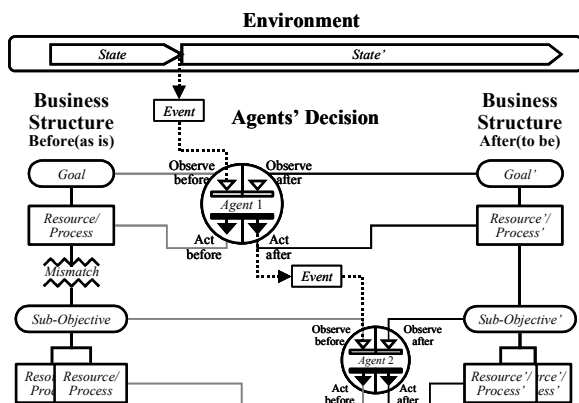 Environment
State
State'
Event
Business
Structure
Before(as is)
Agents' Decision
Business
Structure
After(to be)
Observe
before
Observe
after
Goal
Goal'
Agent 1
Resource/
Process
Resource'/
Process'
Act
before
Act
after
Mismatch
Event
Sub-Objective
Sub-Objective'
Observe
before
Observe
after
Agent 2
Resource/
Process
Resource'/
Process'
Act
before
Act
after